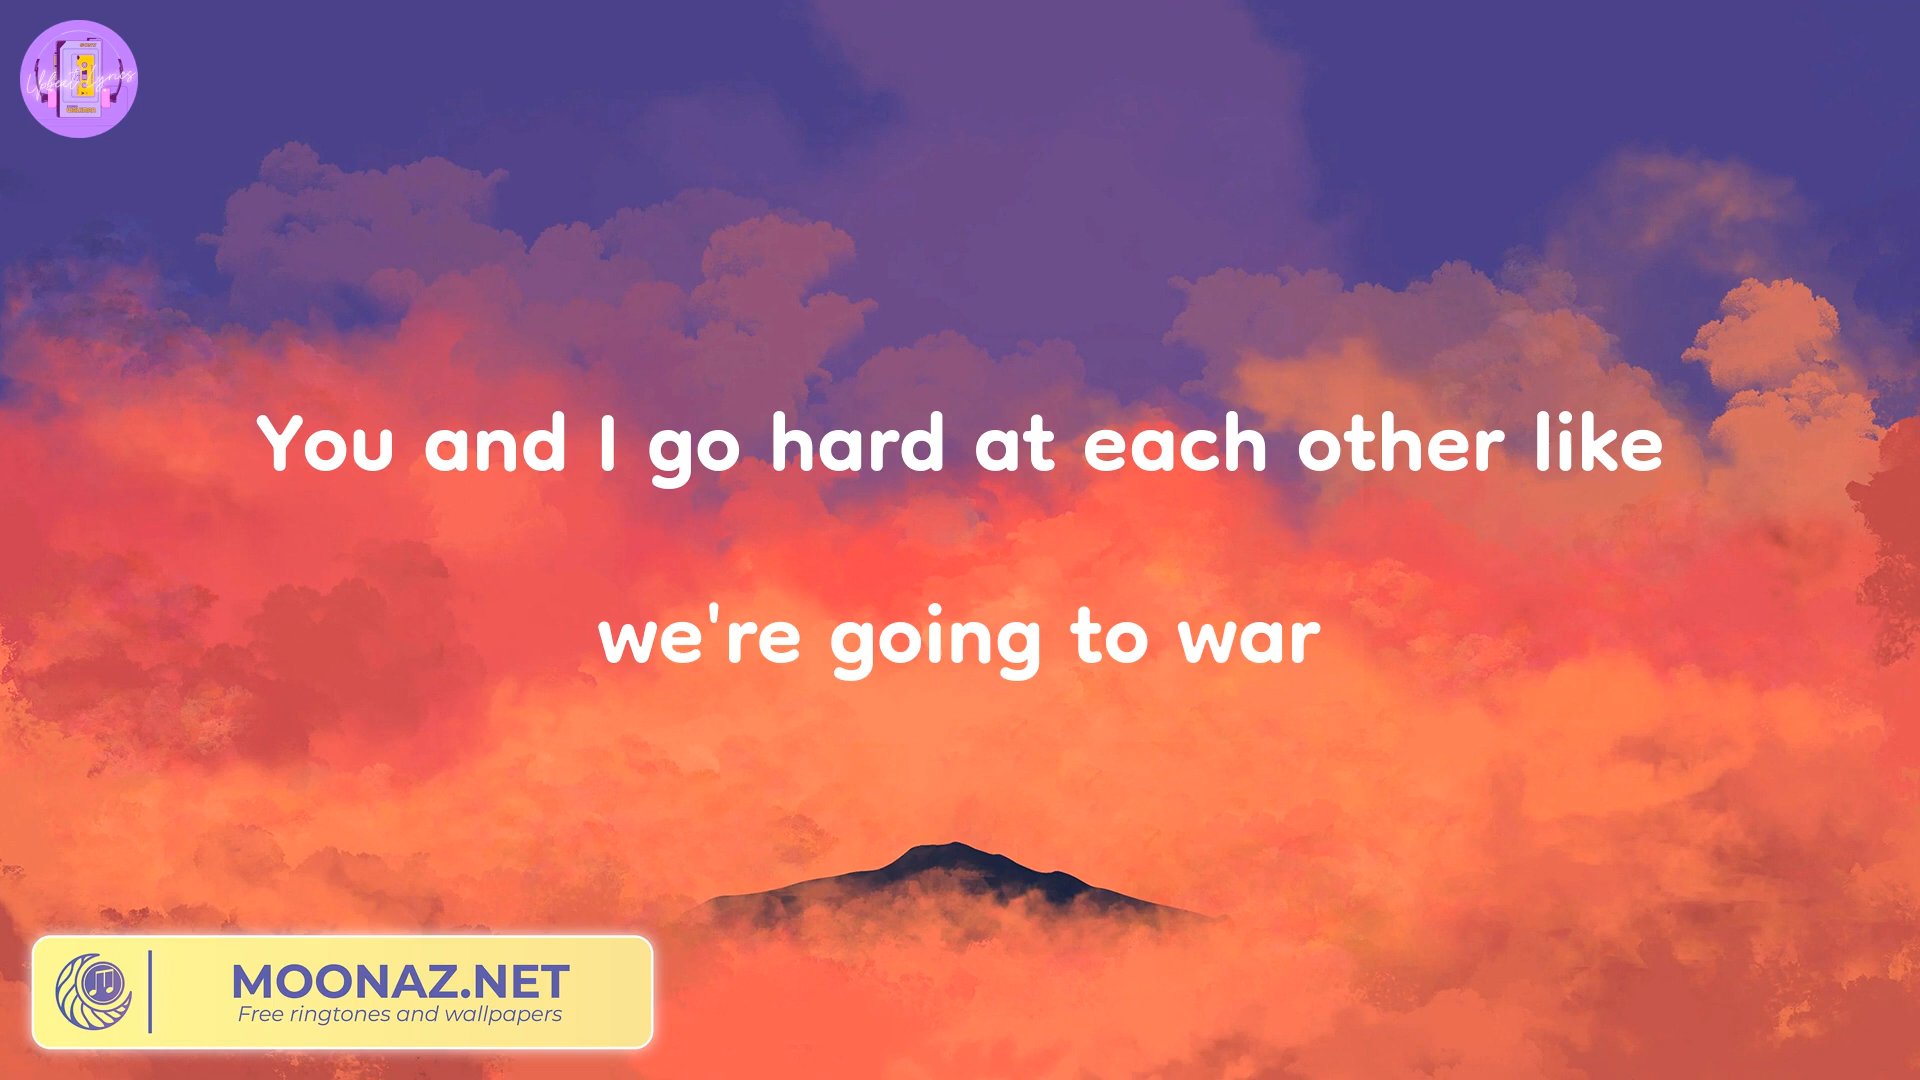 You and I go hard at each other like
we're going to war
MOONAZ.NET
Free ringtones and wallpapers